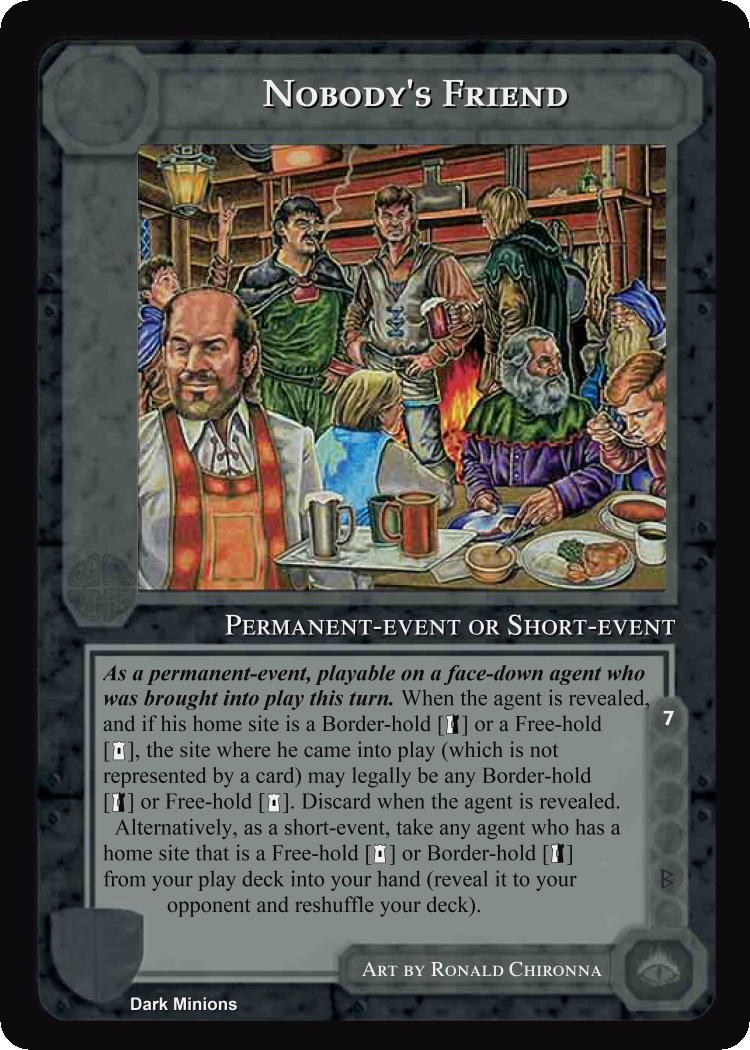 Nobody's Friend
Permanent-event or Short-event
As a permanent-event, playable on a face-down agent who
was brought into play this turn. When the agent is revealed,
and if his home site is a Border-hold [] or a Free-hold
[], the site where he came into play (which is not
represented by a card) may legally be any Border-hold
[] or Free-hold []. Discard when the agent is revealed.
Alternatively, as a short-event, take any agent who has a
home site that is a Free-hold [] or Border-hold []
from your play deck into your hand (reveal it to your
opponent and reshuffle your deck).
7
B
Art by Ronald Chironna
Dark Minions